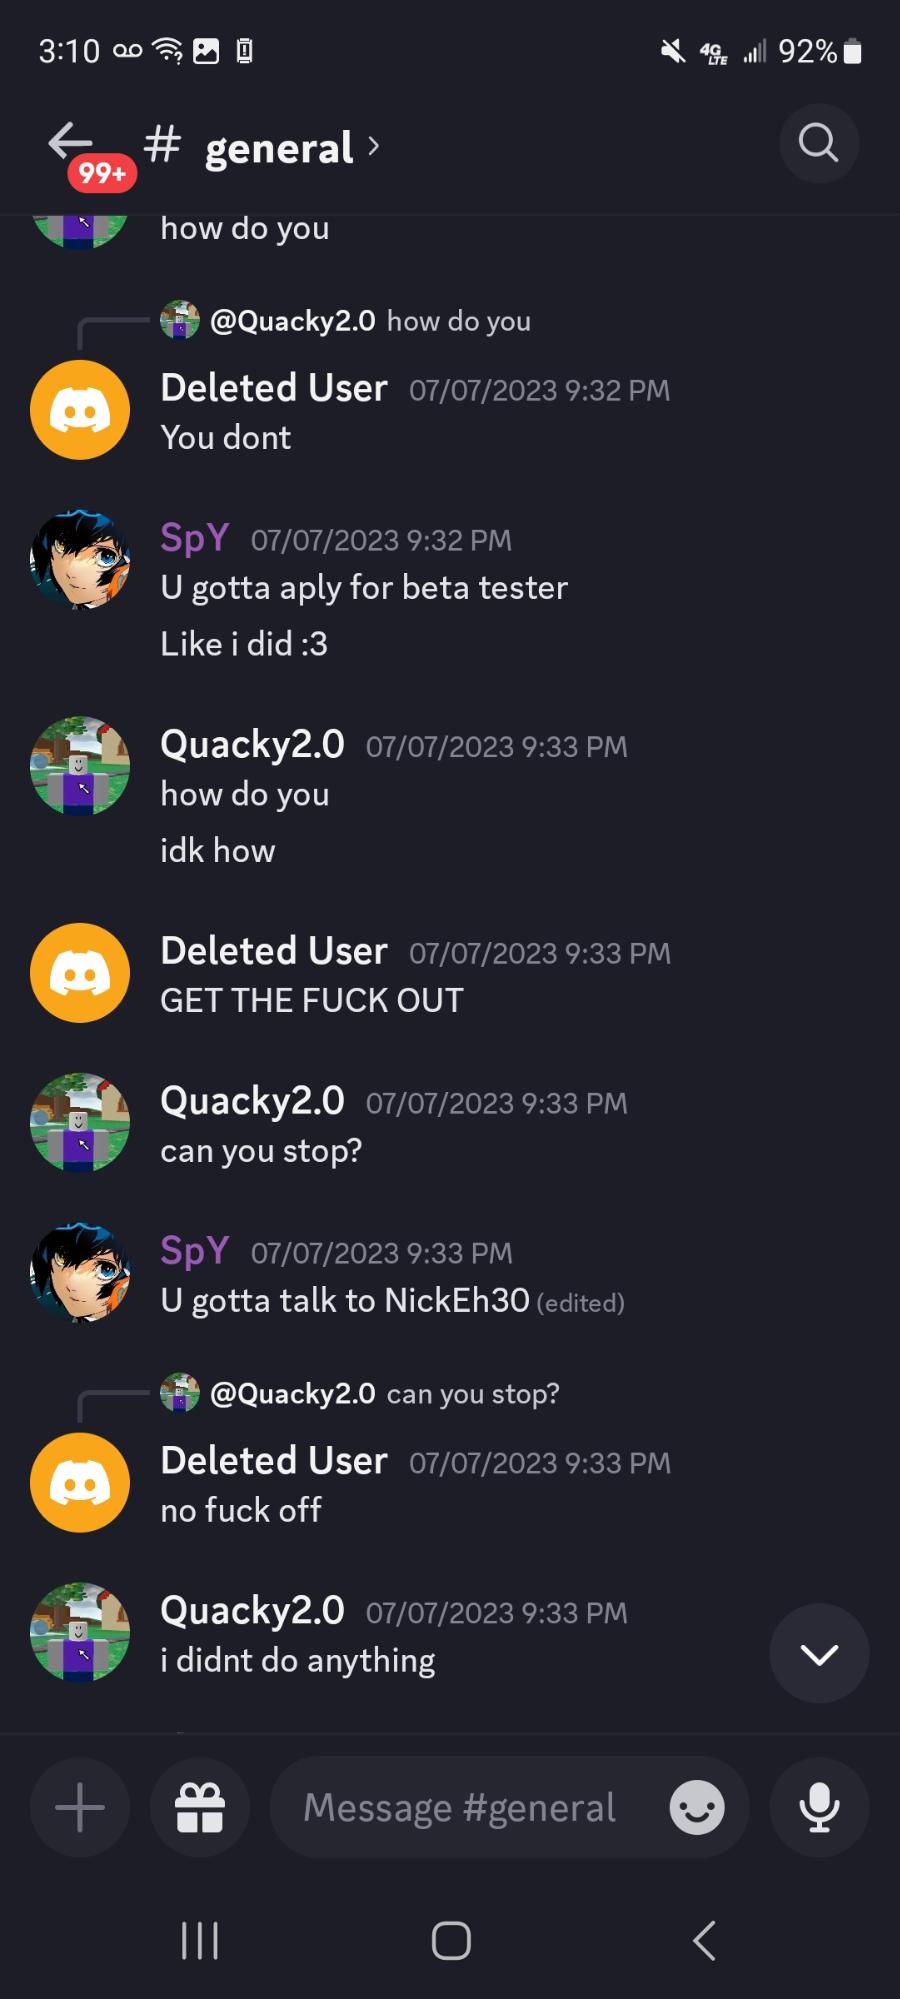 3:10
4G LTE
92%
99+
# general
how do you
@Quacky2.0 how do you
Deleted User 07/07/2023 9:32 PM
You dont
SpY 07/07/2023 9:32 PM
U gotta aply for beta tester
Like i did :3
Quacky2.0 07/07/2023 9:33 PM
how do you
idk how
Deleted User 07/07/2023 9:33 PM
GET THE FUCK OUT
Quacky2.0 07/07/2023 9:33 PM
can you stop?
SpY 07/07/2023 9:33 PM
U gotta talk to NickEh30 (edited)
@Quacky2.0 can you stop?
Deleted User 07/07/2023 9:33 PM
no fuck off
Quacky2.0 07/07/2023 9:33 PM
i didnt do anything
Message #general